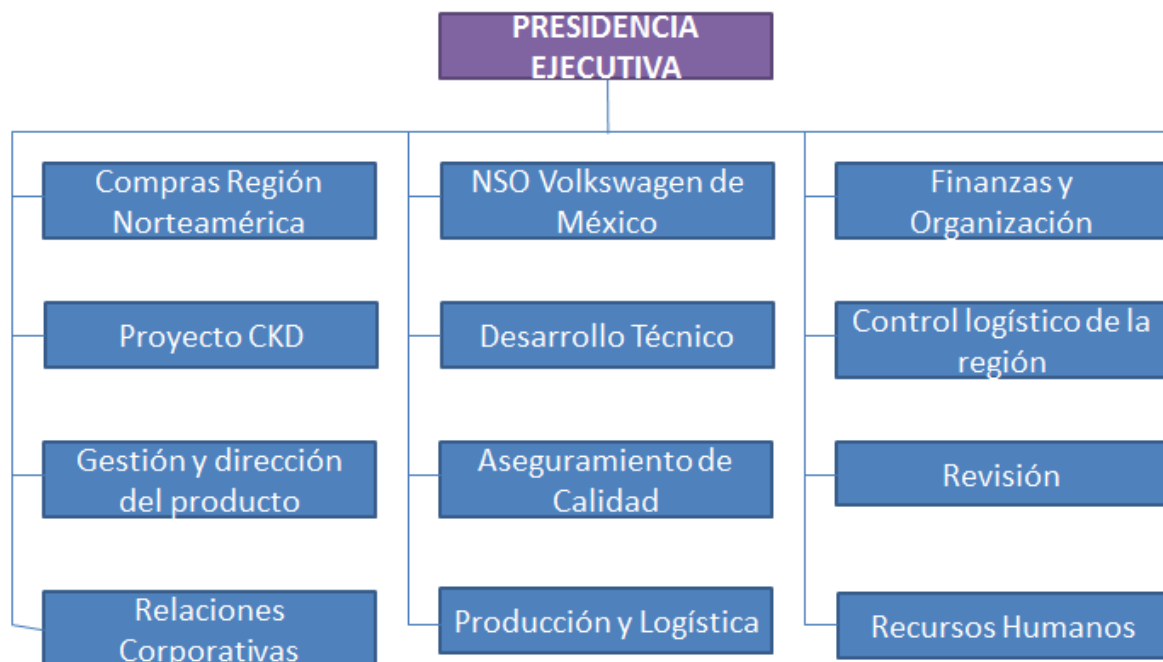 PRESIDENCIA
EJECUTIVA
Compras Región
Norteamérica
NSO Volkswagen de
México
Finanzas y
Organización
Proyecto CKD
Desarrollo Técnico
Control logístico de la
región
Gestión y dirección
del producto
Aseguramiento de
Calidad
Revisión
Relaciones
Corporativas
Producción y Logística
Recursos Humanos